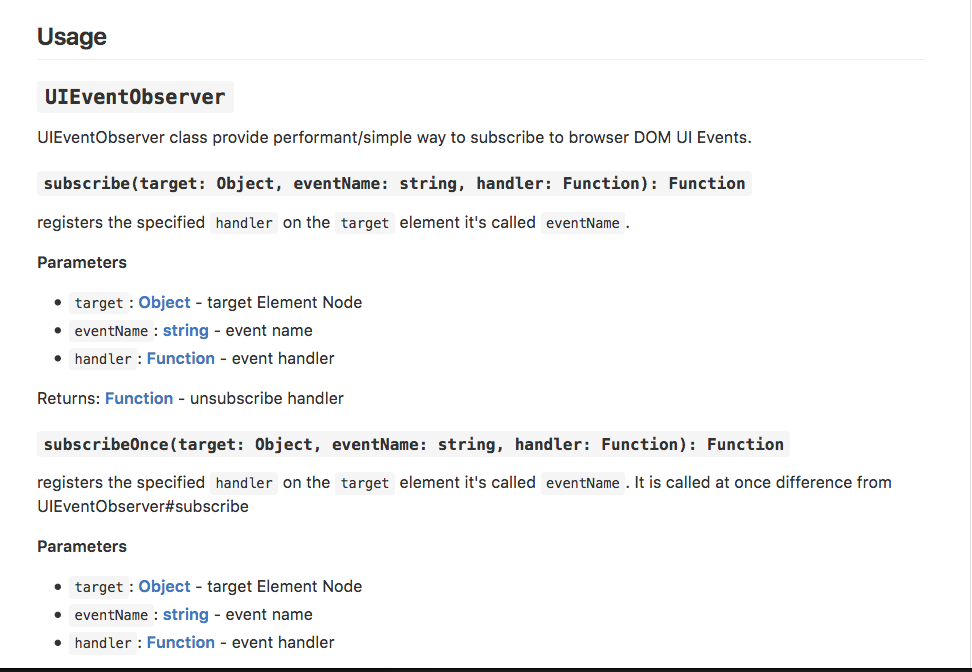 Usage
UIEventObserver
UIEventObserver class provide performant/simple way to subscribe to browser DOM UI Events.
subscribe(target: Object, eventName: string, handler: Function): Function
registers the specified handler on the target element it's called eventName.
Parameters
• target: Object - target Element Node
• eventName: string - event name
• handler: Function - event handler
Returns: Function - unsubscribe handler
subscribeOnce(target: Object, eventName: string, handler: Function): Function
registers the specified handler on the target element it's called eventName. It is called at once difference from
UIEventObserver#subscribe
Parameters
• target: Object - target Element Node
• eventName: string - event name
• handler: Function - event handler